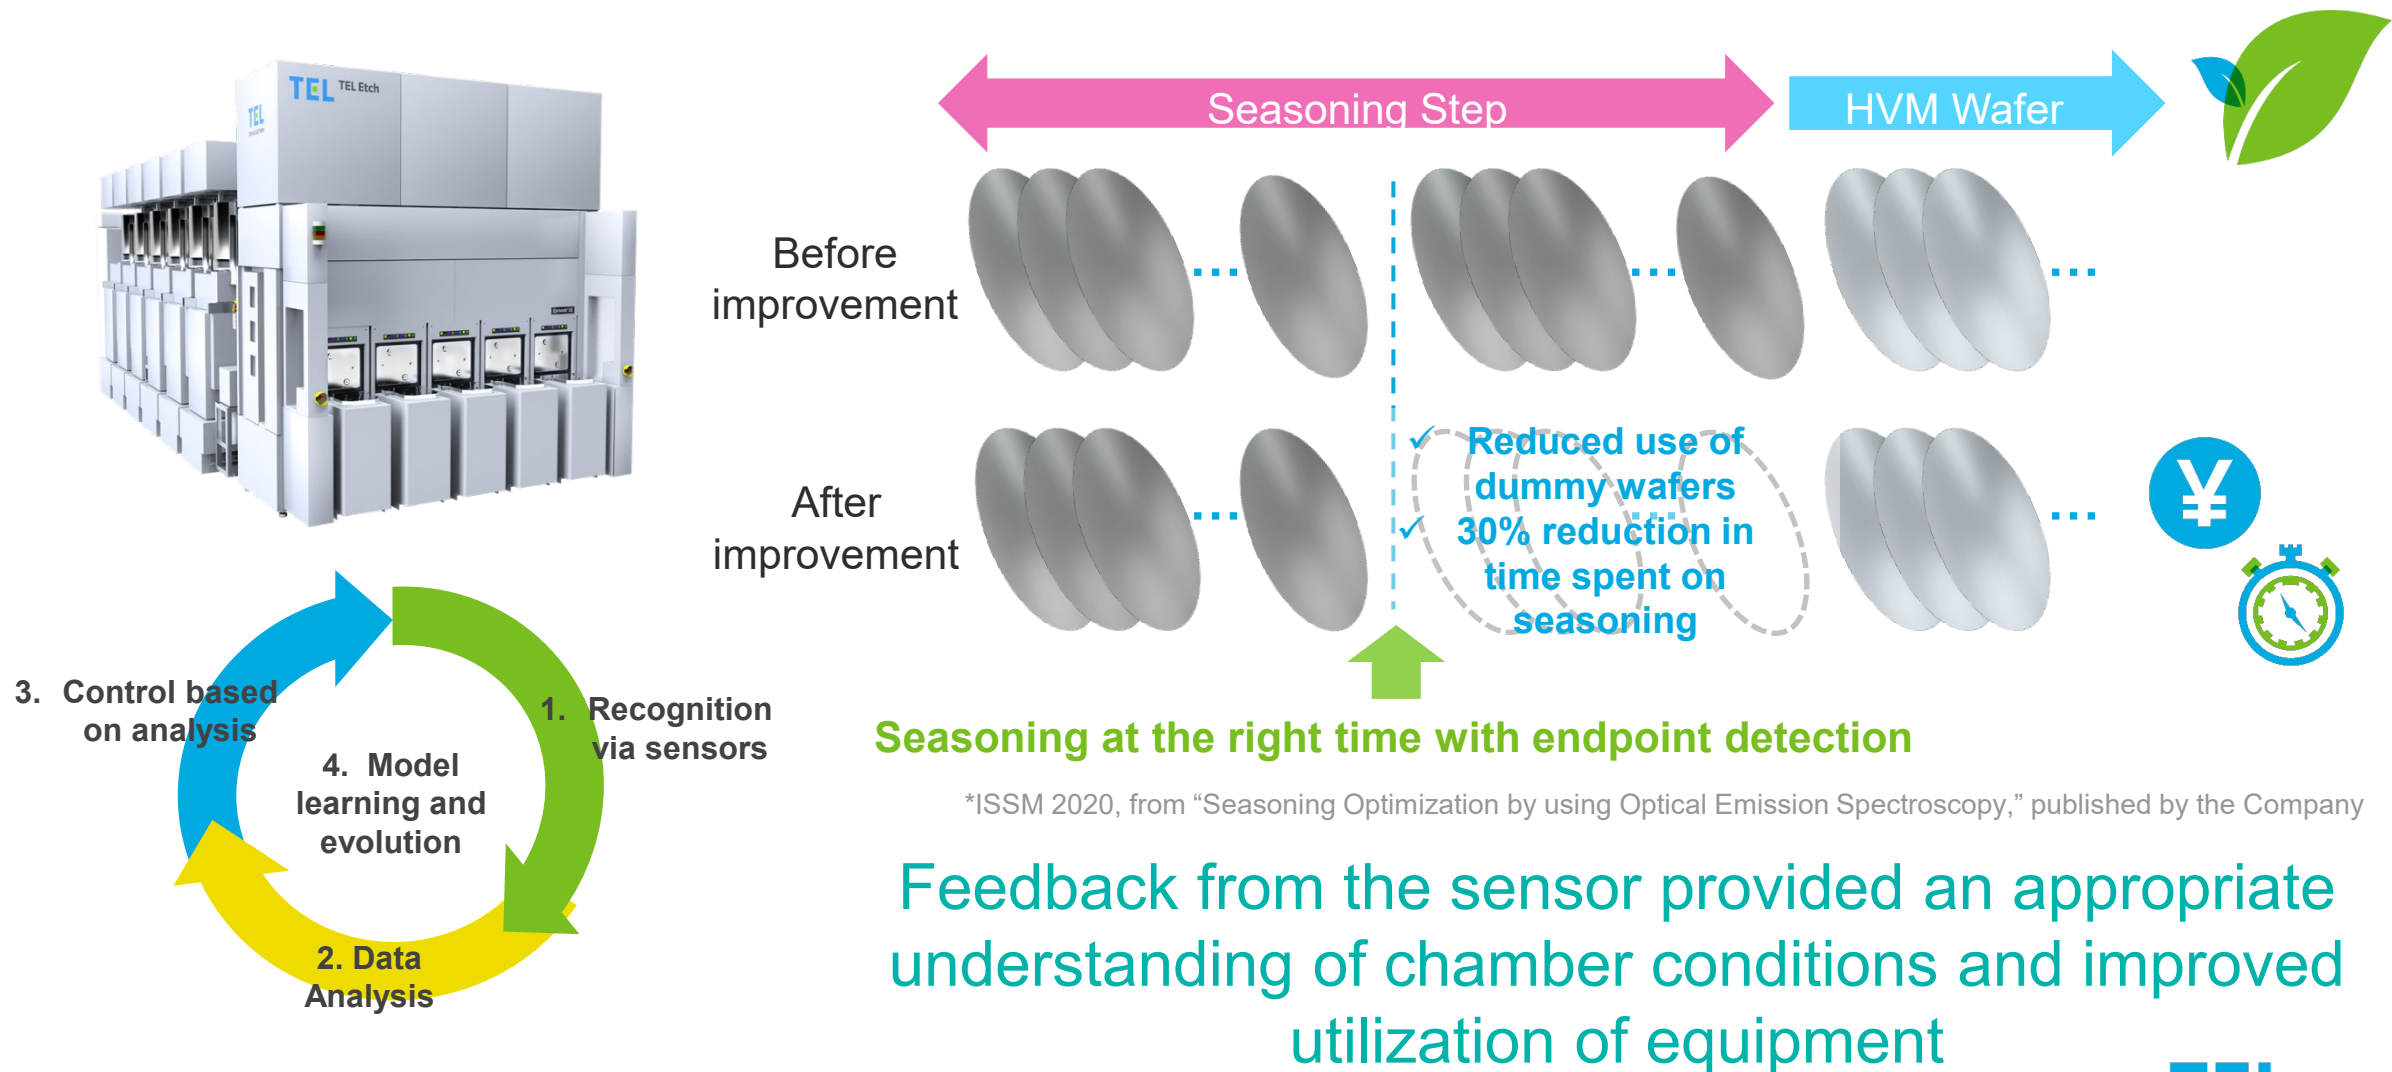 TEL TEL Etch
TEL
Seasoning Step
HVM Wafer
Before
improvement
...
...
...
After
improvement
...
...
✓ Reduced use of
dummy wafers
✓ 30% reduction in
time spent on
seasoning
...
¥
Seasoning at the right time with endpoint detection
*ISSM 2020, from “Seasoning Optimization by using Optical Emission Spectroscopy,” published by the Company
1. Recognition
via sensors
2. Data
Analysis
3. Control based
on analysis
4. Model
learning and
evolution
Feedback from the sensor provided an appropriate
understanding of chamber conditions and improved
utilization of equipment